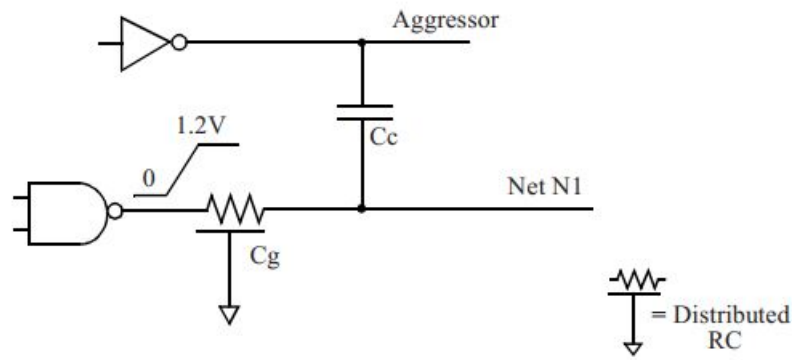 Aggressor
1.2V
Cc
0
Net N1
Cg
= Distributed
RC